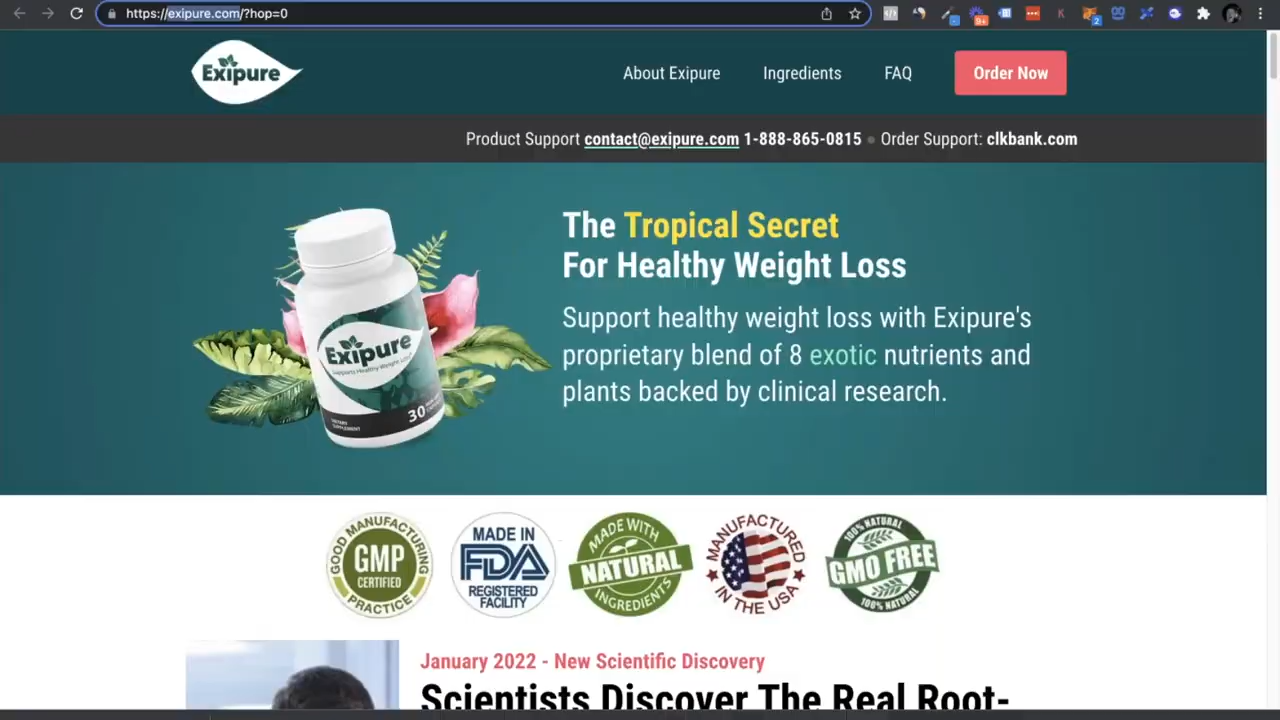 https://exipure.com/?hop=0
9+
2
Exipure
About Exipure
Ingredients
FAQ
Order Now
Product Support contact@exipure.com 1-888-865-0815 • Order Support: clkbank.com
The Tropical Secret
For Healthy Weight Loss
Support healthy weight loss with Exipure's
proprietary blend of 8 exotic nutrients and
plants backed by clinical research.
Exipure
Supports Healthy Weight Loss
DIETARY
SUPPLEMENT
30
GOOD MANUFACTURING
GMP
CERTIFIED
PRACTICE
MADE IN
FDA
REGISTERED
FACILITY
MADE WITH
NATURAL
INGREDIENTS
MANUFACTURED
IN THE USA
100% NATURAL
GMO FREE
100% NATURAL
January 2022 - New Scientific Discovery
Scientists Discover The Real Root-